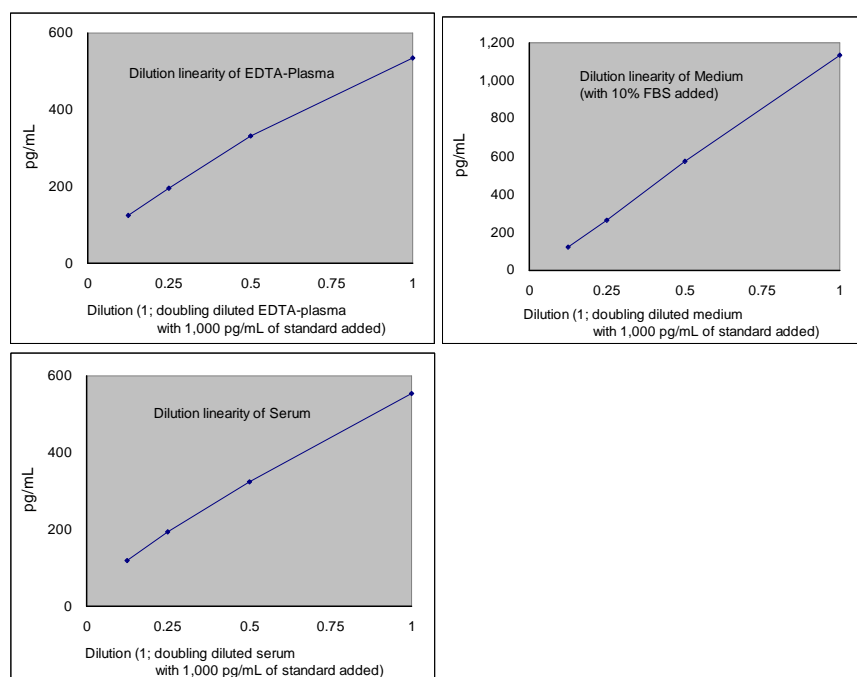 600
400
200
0
pg/mL
Dilution linearity of EDTA-Plasma
0 0.25 0.5 0.75 1
Dilution (1; doubling diluted EDTA-plasma
with 1,000 pg/mL of standard added)
1,200
1,000
800
600
400
200
0
pg/mL
Dilution linearity of Medium
(with 10% FBS added)
0 0.25 0.5 0.75 1
Dilution (1; doubling diluted medium
with 1,000 pg/mL of standard added)
600
400
200
0
pg/mL
Dilution linearity of Serum
0 0.25 0.5 0.75 1
Dilution (1; doubling diluted serum
with 1,000 pg/mL of standard added)